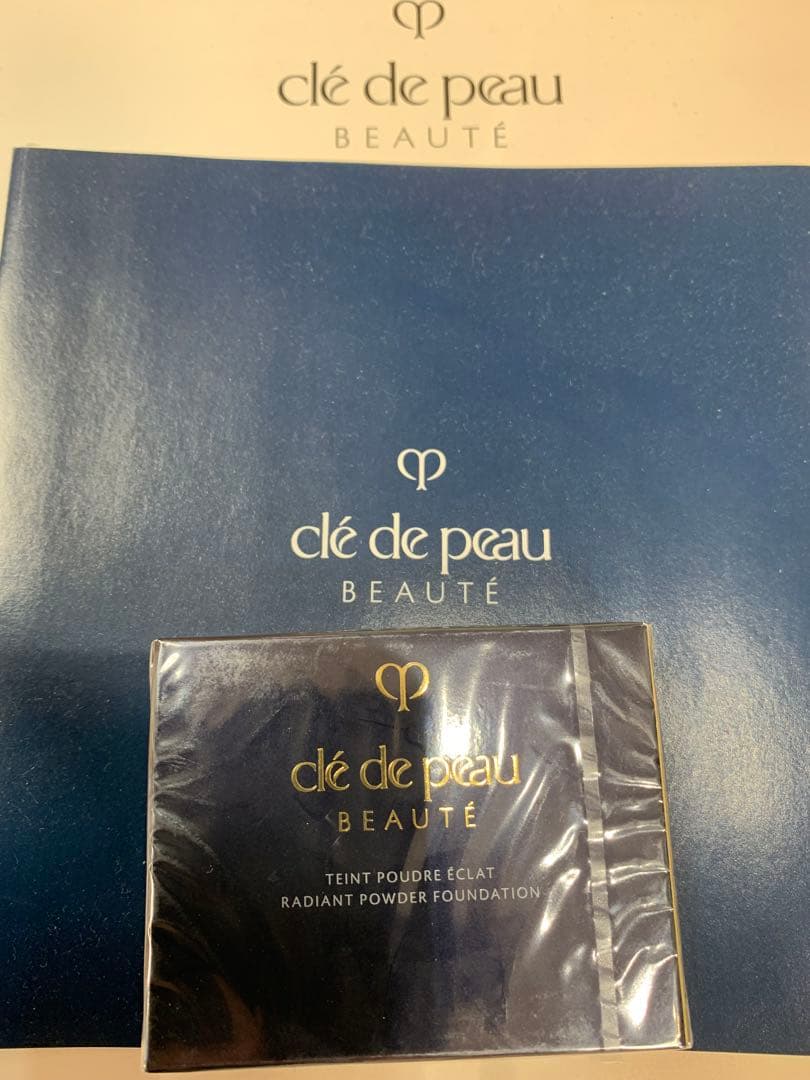 clé de peau
BEAUTÉ
clé de peau
BEAUTÉ
clé de peau
BEAUTÉ
TEINT POUDRE ÉCLAT
RADIANT POWDER FOUNDATION